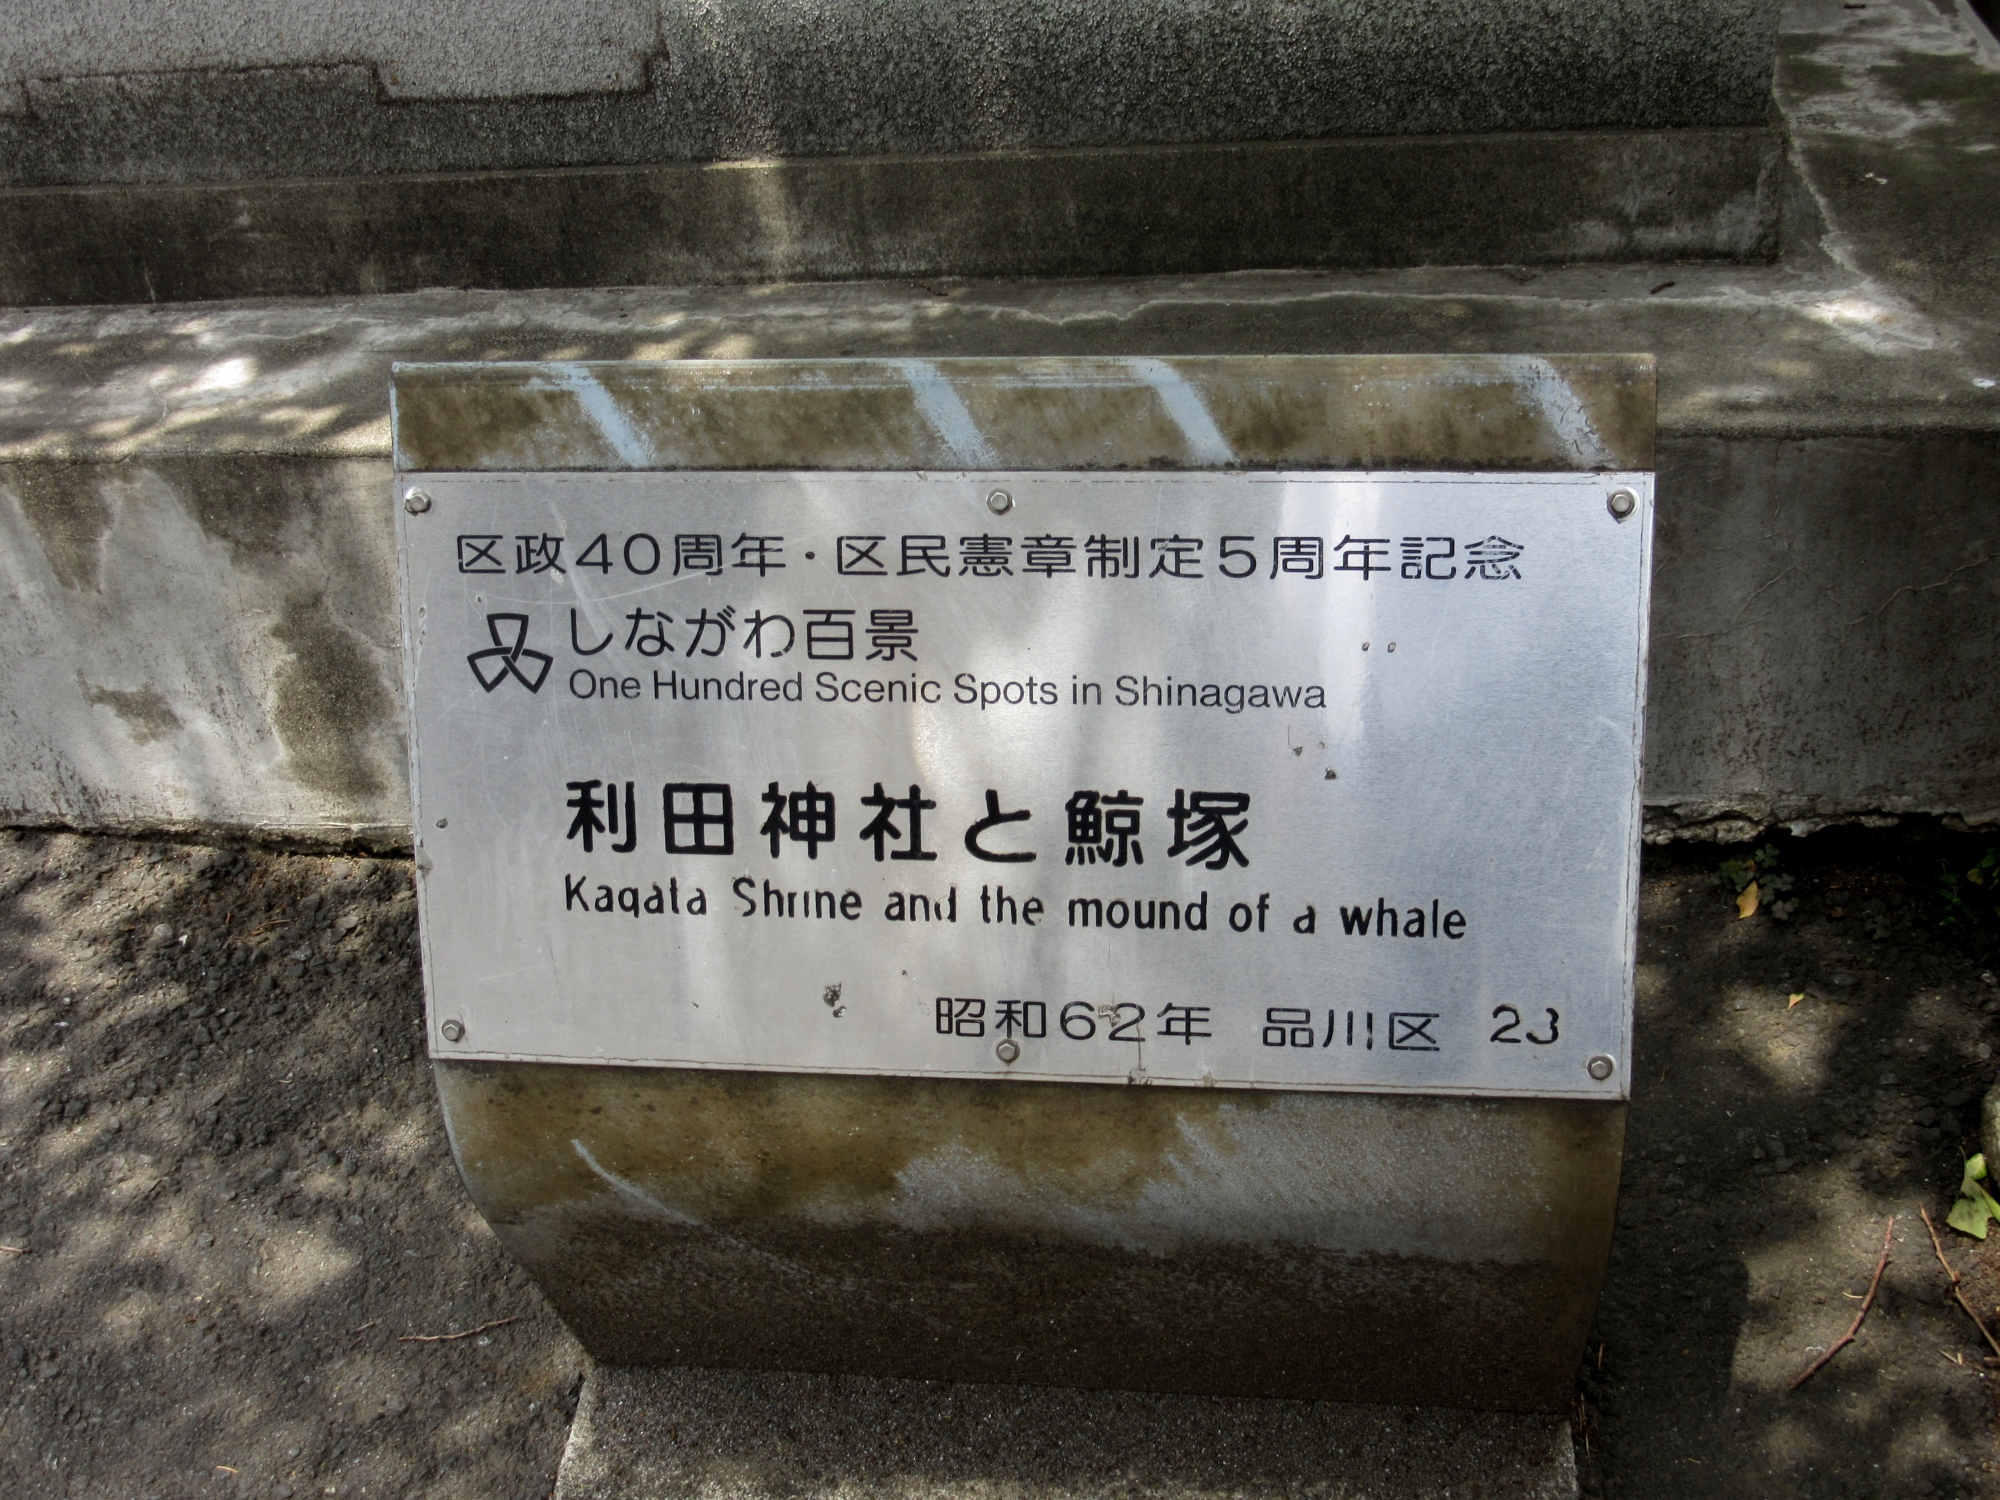 区政40周年・区民憲章制定5周年記念
しながわ百景
One Hundred Scenic Spots in Shinagawa
利田神社と鯨塚
Kagata Shrine and the mound of a whale
昭和62年 品川区 23